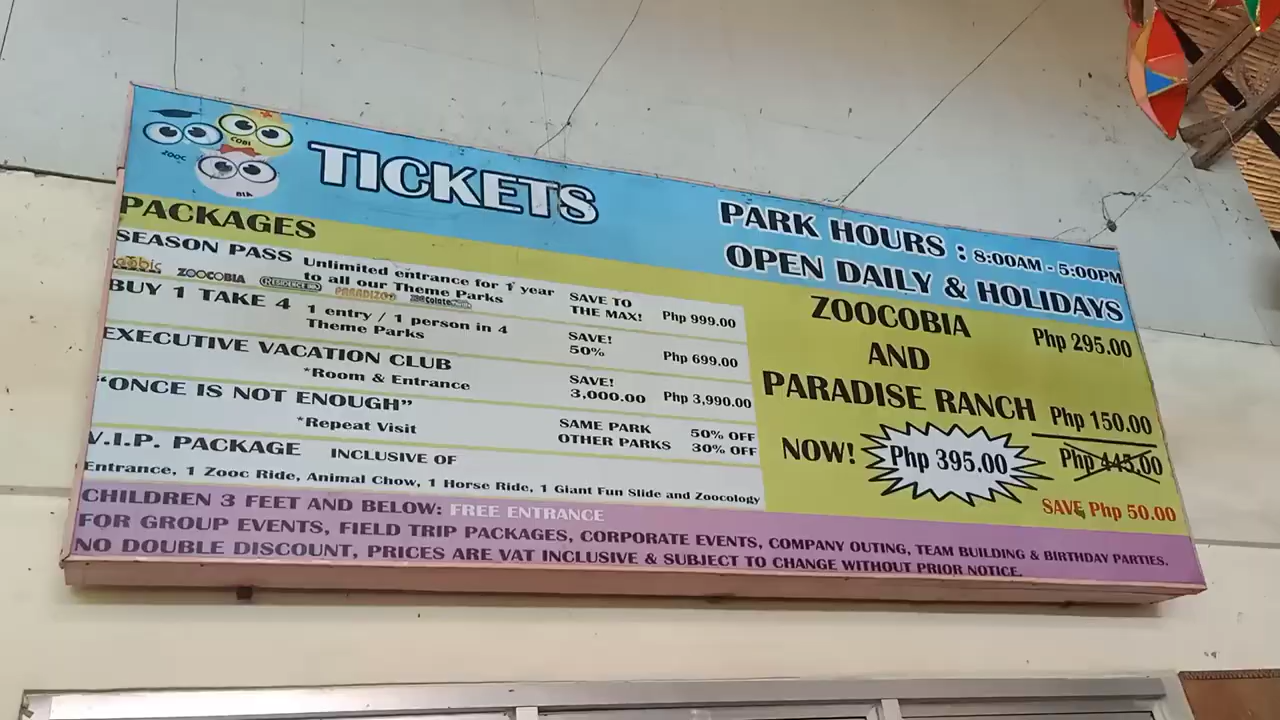 ZOOC
COBI
BIA
TICKETS
PARK HOURS : 8:00AM - 5:00PM
OPEN DAILY & HOLIDAYS
PACKAGES
SEASON PASS Unlimited entrance for 1 year
to all our Theme Parks
ZOOCOBIA
PARADIZOO
SAVE TO
THE MAX! Php 999.00
BUY 1 TAKE 4 1 entry / 1 person in 4
Theme Parks
SAVE!
50% Php 699.00
EXECUTIVE VACATION CLUB
*Room & Entrance
SAVE!
3,000.00 Php 3,990.00
"ONCE IS NOT ENOUGH"
*Repeat Visit
SAME PARK 50% OFF
OTHER PARKS 30% OFF
V.I.P. PACKAGE INCLUSIVE OF
Entrance, 1 Zooc Ride, Animal Chow, 1 Horse Ride, 1 Giant Fun Slide and Zoocology
ZOOCOBIA Php 295.00
AND
PARADISE RANCH Php 150.00
NOW! Php 395.00 Php 445.00
SAVE Php 50.00
CHILDREN 3 FEET AND BELOW: FREE ENTRANCE
FOR GROUP EVENTS, FIELD TRIP PACKAGES, CORPORATE EVENTS, COMPANY OUTING, TEAM BUILDING & BIRTHDAY PARTIES.
NO DOUBLE DISCOUNT, PRICES ARE VAT INCLUSIVE & SUBJECT TO CHANGE WITHOUT PRIOR NOTICE.